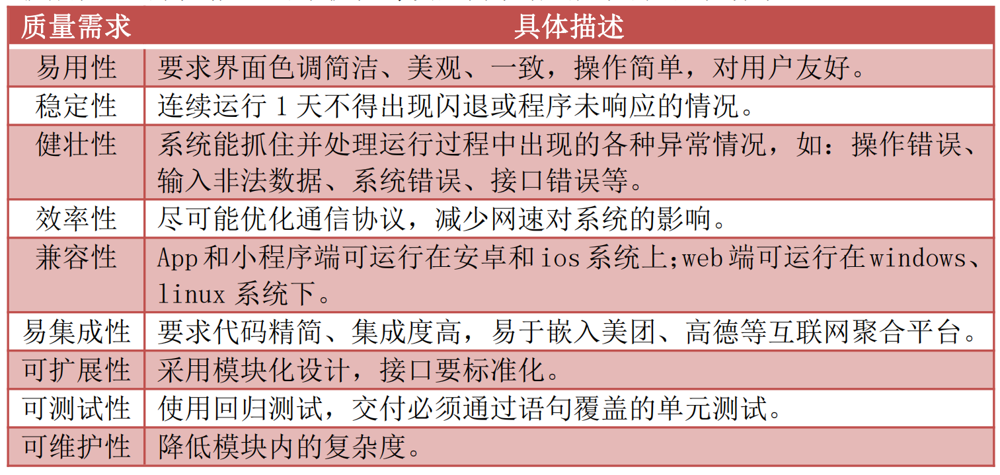 质量需求 具体描述
易用性 要求界面色调简洁、美观、一致，操作简单，对用户友好。
稳定性 连续运行 1 天不得出现闪退或程序未响应的情况。
健壮性 系统能抓住并处理运行过程中出现的各种异常情况，如：操作错误、
输入非法数据、系统错误、接口错误等。
效率性 尽可能优化通信协议，减少网速对系统的影响。
兼容性 App 和小程序端可运行在安卓和 ios 系统上;web 端可运行在 windows、
linux 系统下。
易集成性 要求代码精简、集成度高，易于嵌入美团、高德等互联网聚合平台。
可扩展性 采用模块化设计，接口要标准化。
可测试性 使用回归测试，交付必须通过语句覆盖的单元测试。
可维护性 降低模块内的复杂度。